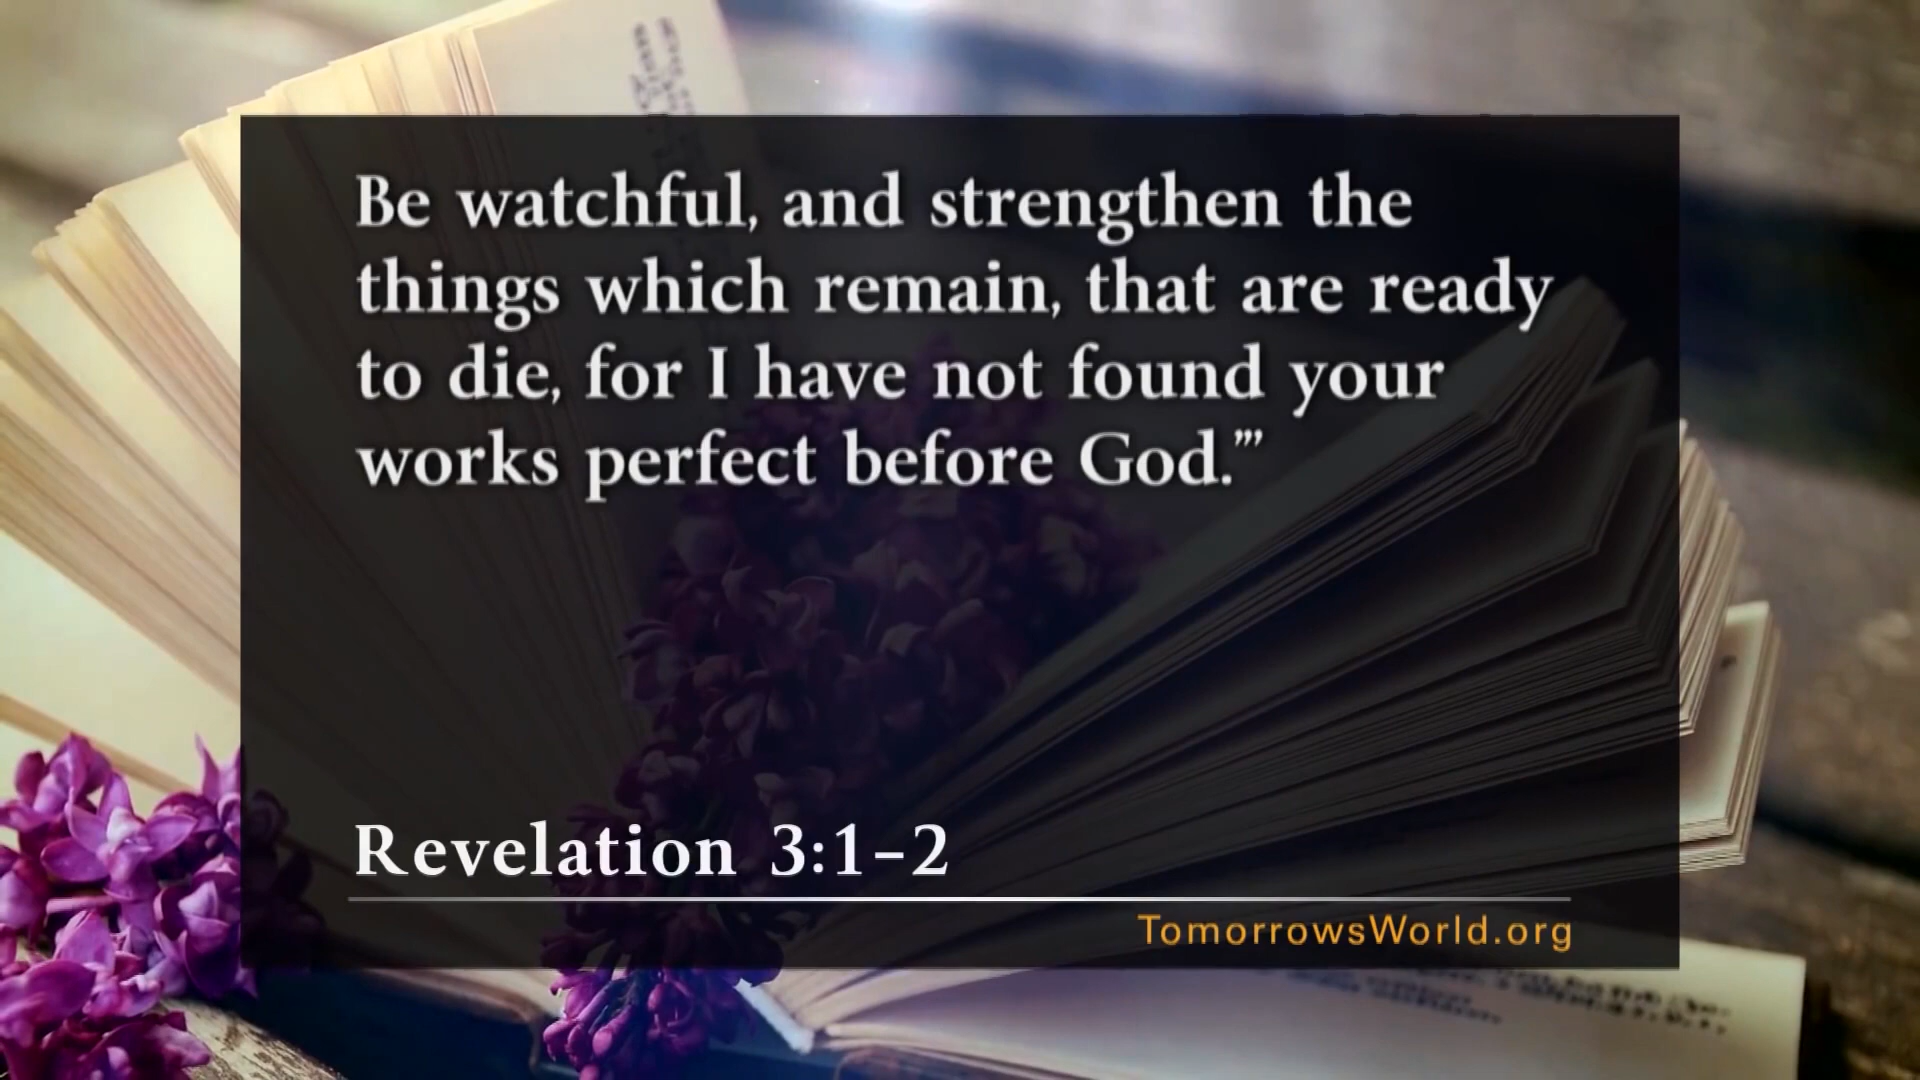 Be watchful, and strengthen the
things which remain, that are ready
to die, for I have not found your
works perfect before God.’”
Revelation 3:1–2
TomorrowsWorld.org